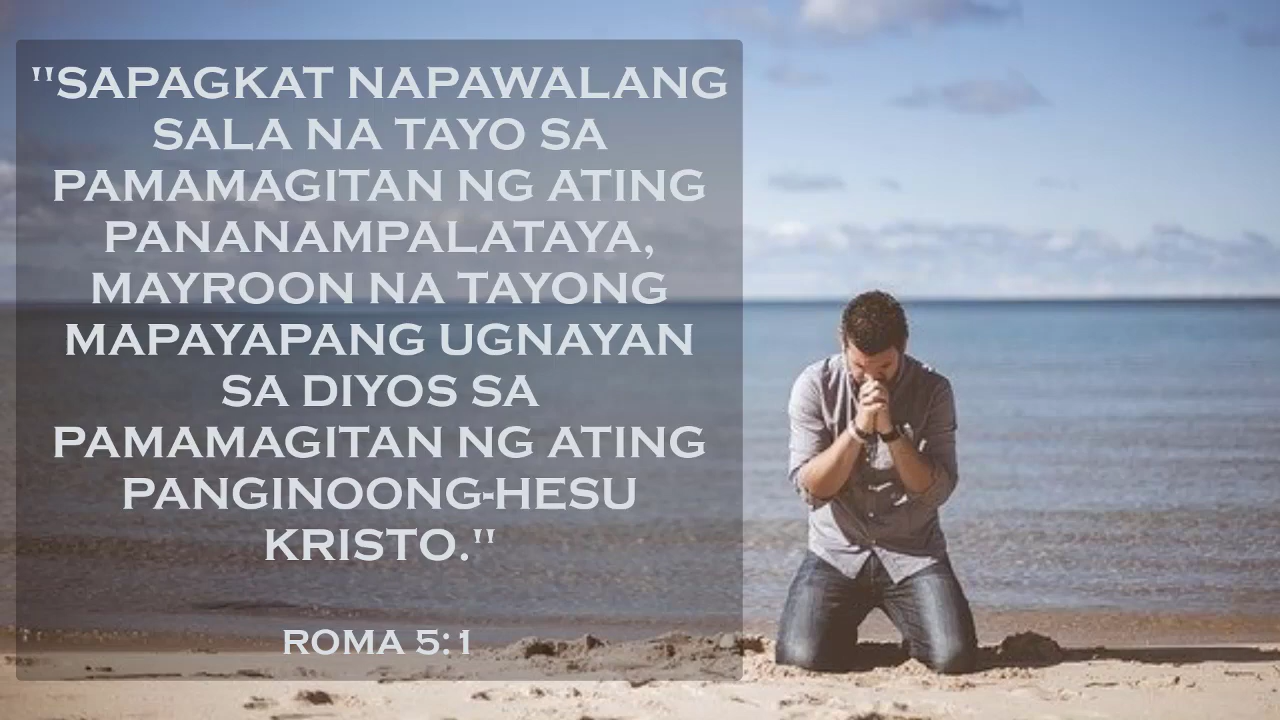 "SAPAGKAT NAPAWALANG
SALA NA TAYO SA
PAMAMAGITAN NG ATING
PANANAMPALATAYA,
MAYROON NA TAYONG
MAPAYAPANG UGNAYAN
SA DIYOS SA
PAMAMAGITAN NG ATING
PANGINOONG-HESU
KRISTO."
ROMA 5:1